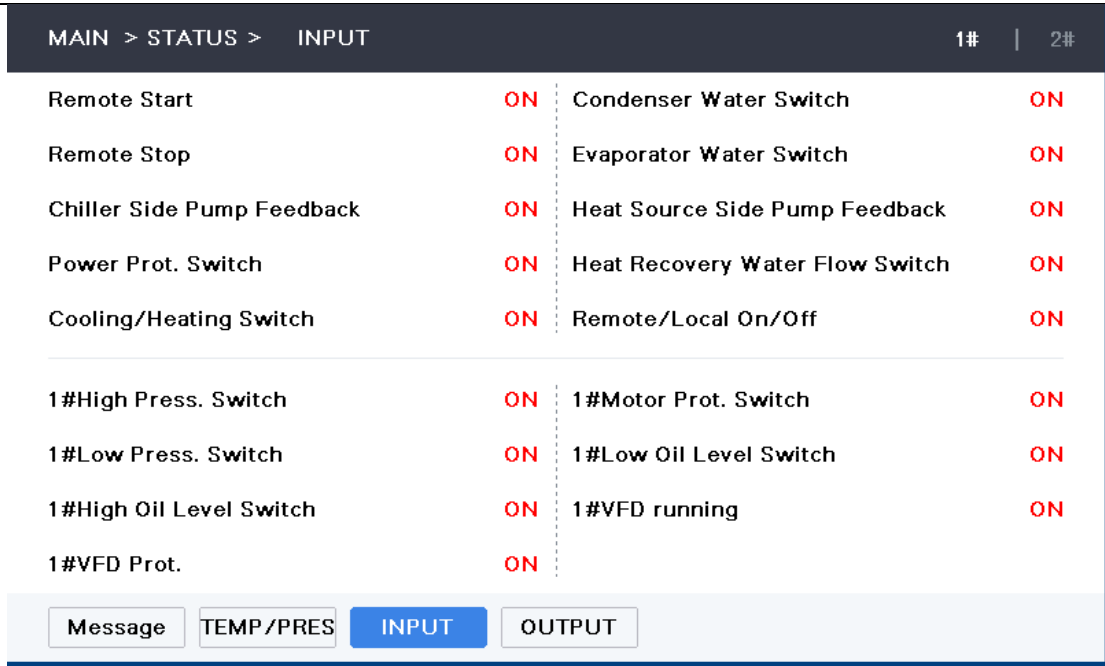 MAIN > STATUS > INPUT 1# | 2#
Remote Start ON Condenser Water Switch ON
Remote Stop ON Evaporator Water Switch ON
Chiller Side Pump Feedback ON Heat Source Side Pump Feedback ON
Power Prot. Switch ON Heat Recovery Water Flow Switch ON
Cooling/Heating Switch ON Remote/Local On/Off ON
1#High Press. Switch ON 1#Motor Prot. Switch ON
1#Low Press. Switch ON 1#Low Oil Level Switch ON
1#High Oil Level Switch ON 1#VFD running ON
1#VFD Prot. ON
Message TEMP/PRES INPUT OUTPUT